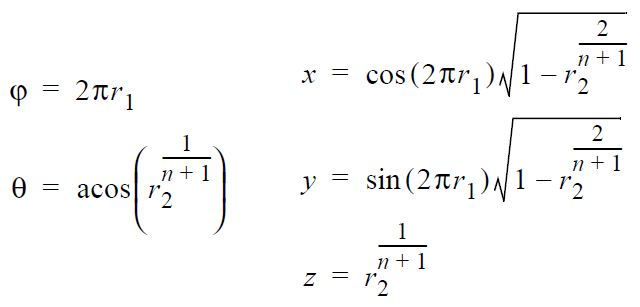 φ = 2πr₁
θ = acos(r₂^(1/(n + 1)))
x = cos(2πr₁)√(1 − r₂^(2/(n + 1)))
y = sin(2πr₁)√(1 − r₂^(2/(n + 1)))
z = r₂^(1/(n + 1))